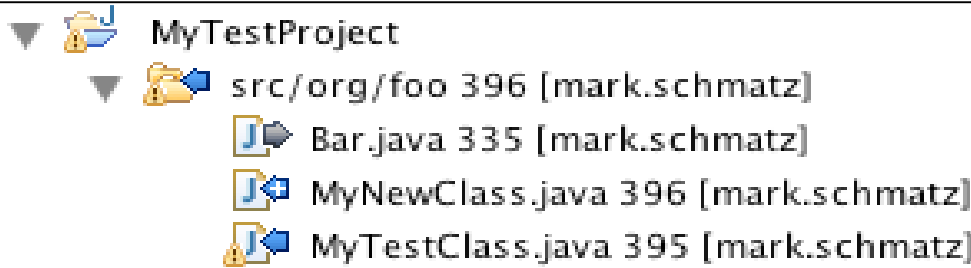 MyTestProject
src/org/foo 396 [mark.schmatz]
Bar.java 335 [mark.schmatz]
MyNewClass.java 396 [mark.schmatz]
MyTestClass.java 395 [mark.schmatz]